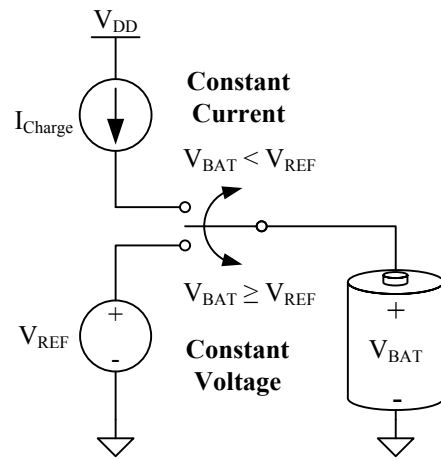 V_DD
Constant
Current
I_Charge
V_BAT < V_REF
V_BAT ≥ V_REF
+
V_REF
-
Constant
Voltage
+
V_BAT
-